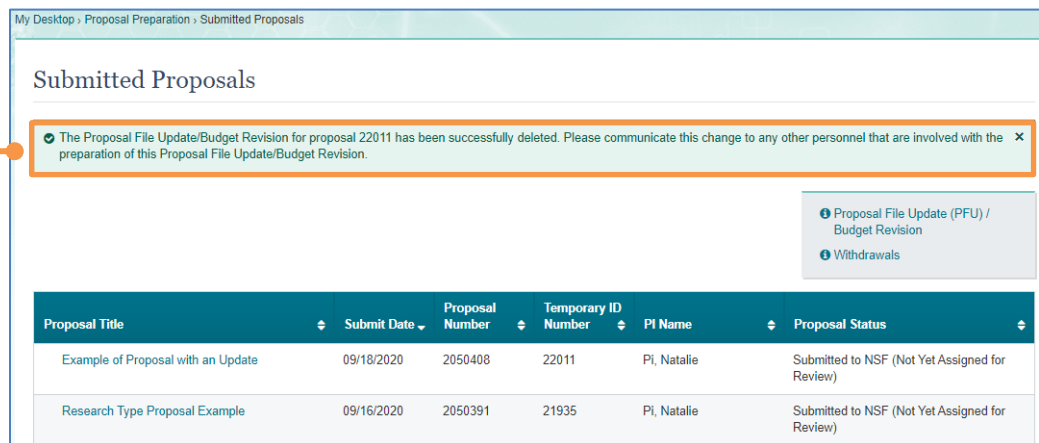 My Desktop › Proposal Preparation › Submitted Proposals
Submitted Proposals
The Proposal File Update/Budget Revision for proposal 22011 has been successfully deleted. Please communicate this change to any other personnel that are involved with the
preparation of this Proposal File Update/Budget Revision.
Proposal File Update (PFU) /
Budget Revision
Withdrawals
Proposal Title Submit Date Proposal Number Temporary ID Number PI Name Proposal Status
Example of Proposal with an Update 09/18/2020 2050408 22011 Pi, Natalie Submitted to NSF (Not Yet Assigned for
Review)
Research Type Proposal Example 09/16/2020 2050391 21935 Pi, Natalie Submitted to NSF (Not Yet Assigned for
Review)